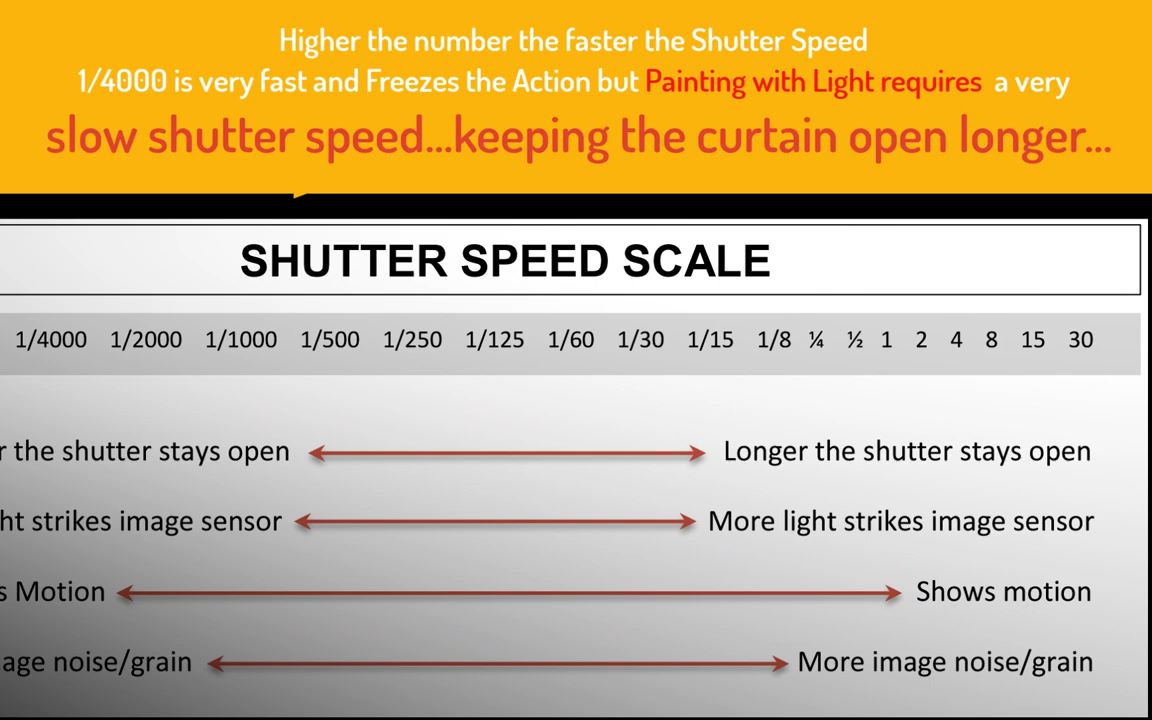 Higher the number the faster the Shutter Speed
1/4000 is very fast and Freezes the Action but Painting with Light requires a very
slow shutter speed...keeping the curtain open longer...
SHUTTER SPEED SCALE
1/4000 1/2000 1/1000 1/500 1/250 1/125 1/60 1/30 1/15 1/8 ¼ ½ 1 2 4 8 15 30
the shutter stays open Longer the shutter stays open
strikes image sensor More light strikes image sensor
Motion Shows motion
noise/grain More image noise/grain